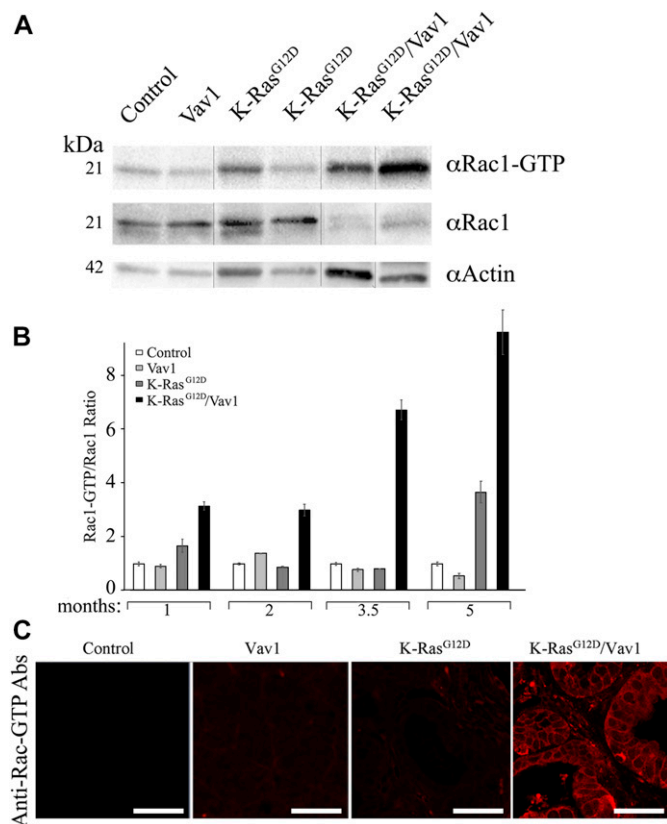 A
Control
Vav1
K-RasG12D
K-RasG12D
K-RasG12D/Vav1
K-RasG12D/Vav1
kDa
21
αRac1-GTP
21
αRac1
42
αActin
B
Control
Vav1
K-RasG12D
K-RasG12D/Vav1
Rac1-GTP/Rac1 Ratio
8
4
2
0
months:
1
2
3.5
5
C
Control
Vav1
K-RasG12D
K-RasG12D/Vav1
Anti-Rac-GTP Abs